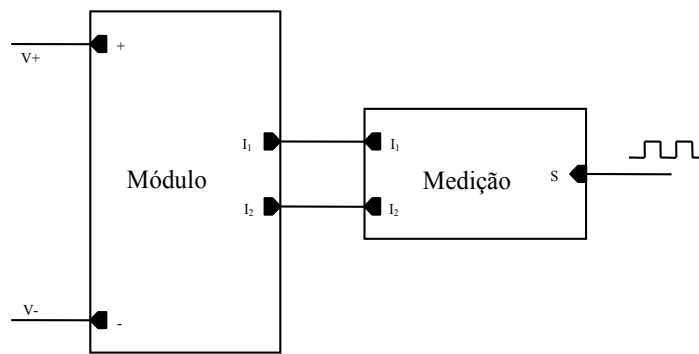 V+
+
I₁
I₁
Módulo
Medição
S
I₂
I₂
V-
-